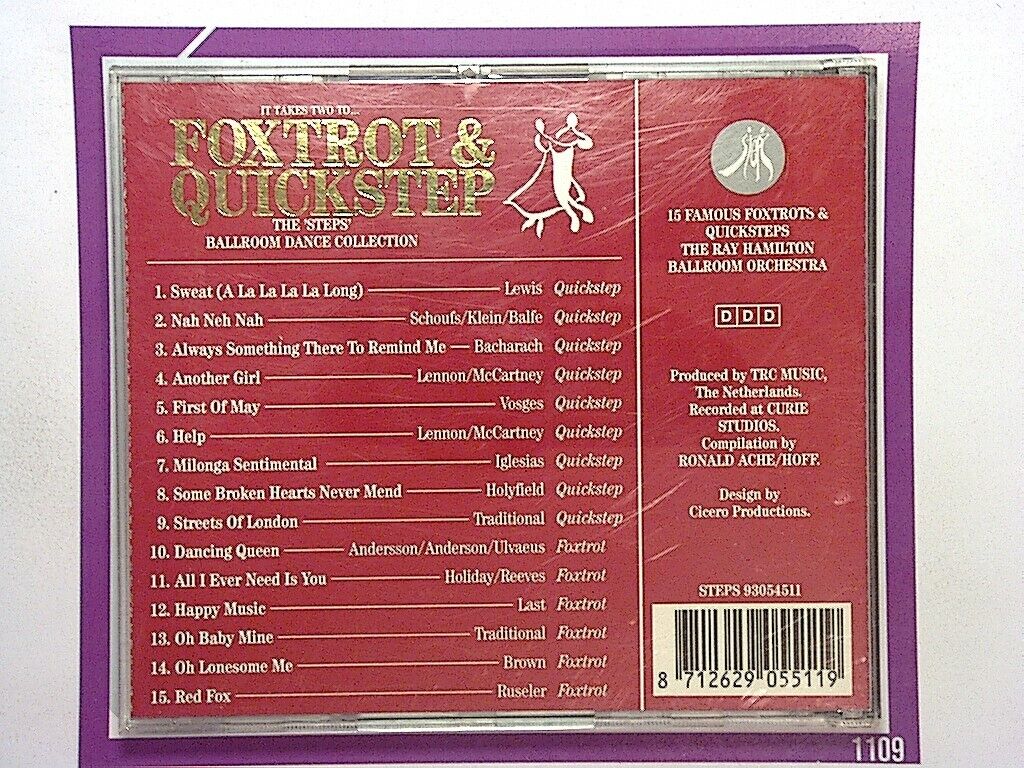 IT TAKES TWO TO...
FOXTROT &
QUICKSTEP
THE 'STEPS'
BALLROOM DANCE COLLECTION
1. Sweat (A La La La La Long) Lewis Quickstep
2. Nah Neh Nah Schoufs/Klein/Balfe Quickstep
3. Always Something There To Remind Me Bacharach Quickstep
4. Another Girl Lennon/McCartney Quickstep
5. First Of May Vosges Quickstep
6. Help Lennon/McCartney Quickstep
7. Milonga Sentimental Iglesias Quickstep
8. Some Broken Hearts Never Mend Holyfield Quickstep
9. Streets Of London Traditional Quickstep
10. Dancing Queen Andersson/Anderson/Ulvaeus Foxtrot
11. All I Ever Need Is You Holiday/Reeves Foxtrot
12. Happy Music Last Foxtrot
13. Oh Baby Mine Traditional Foxtrot
14. Oh Lonesome Me Brown Foxtrot
15. Red Fox Ruseler Foxtrot
15 FAMOUS FOXTROTS &
QUICKSTEPS
THE RAY HAMILTON
BALLROOM ORCHESTRA
DDD
Produced by TRC MUSIC,
The Netherlands.
Recorded at CURIE
STUDIOS.
Compilation by
RONALD ACHE/HOFF.
Design by
Cicero Productions.
STEPS 93054511
8 712629 055119
1109